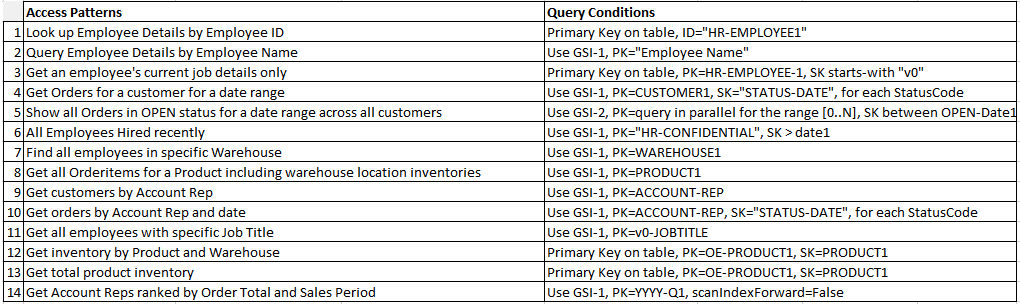 Access Patterns Query Conditions
1 Look up Employee Details by Employee ID Primary Key on table, ID="HR-EMPLOYEE1"
2 Query Employee Details by Employee Name Use GSI-1, PK="Employee Name"
3 Get an employee's current job details only Primary Key on table, PK=HR-EMPLOYEE-1, SK starts-with "v0"
4 Get Orders for a customer for a date range Use GSI-1, PK=CUSTOMER1, SK="STATUS-DATE", for each StatusCode
5 Show all Orders in OPEN status for a date range across all customers Use GSI-2, PK=query in parallel for the range [0..N], SK between OPEN-Date1
6 All Employees Hired recently Use GSI-1, PK="HR-CONFIDENTIAL", SK > date1
7 Find all employees in specific Warehouse Use GSI-1, PK=WAREHOUSE1
8 Get all Orderitems for a Product including warehouse location inventories Use GSI-1, PK=PRODUCT1
9 Get customers by Account Rep Use GSI-1, PK=ACCOUNT-REP
10 Get orders by Account Rep and date Use GSI-1, PK=ACCOUNT-REP, SK="STATUS-DATE", for each StatusCode
11 Get all employees with specific Job Title Use GSI-1, PK=v0-JOBTITLE
12 Get inventory by Product and Warehouse Primary Key on table, PK=OE-PRODUCT1, SK=PRODUCT1
13 Get total product inventory Primary Key on table, PK=OE-PRODUCT1, SK=PRODUCT1
14 Get Account Reps ranked by Order Total and Sales Period Use GSI-1, PK=YYYY-Q1, scanIndexForward=False